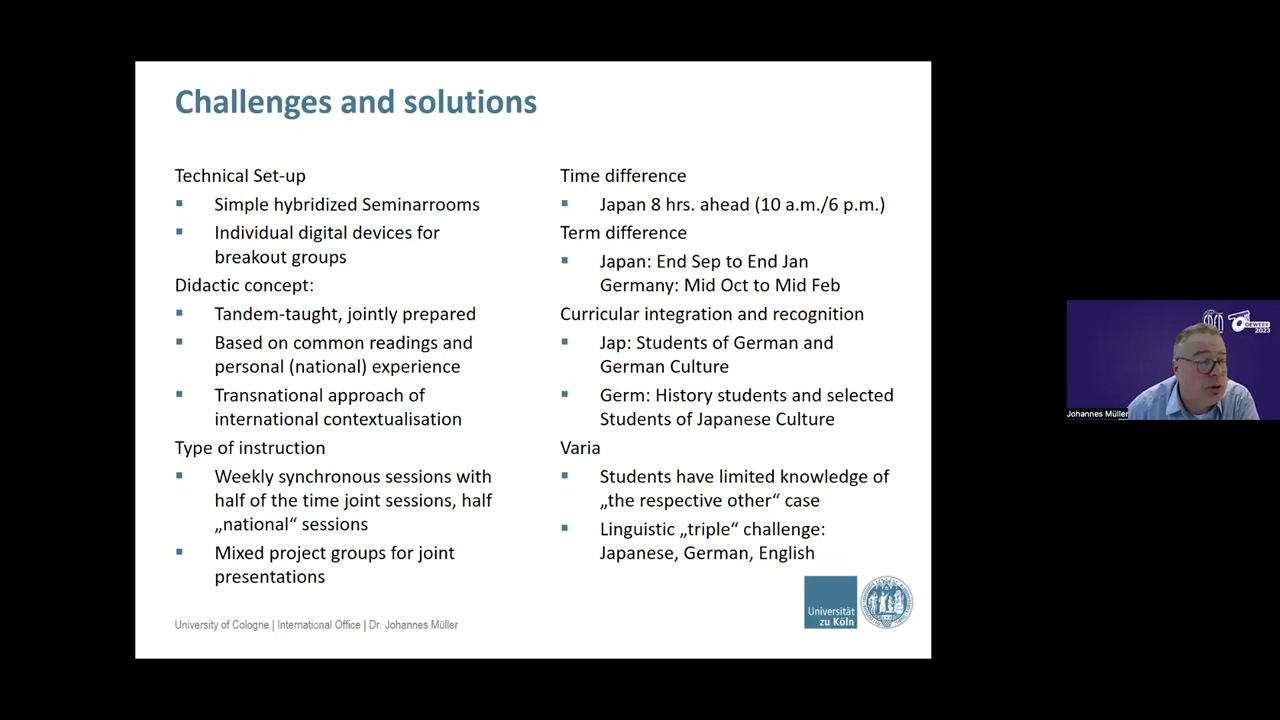 Challenges and solutions
Technical Set-up
Simple hybridized Seminarrooms
Individual digital devices for
breakout groups
Didactic concept:
Tandem-taught, jointly prepared
Based on common readings and
personal (national) experience
Transnational approach of
international contextualisation
Type of instruction
Weekly synchronous sessions with
half of the time joint sessions, half
„national“ sessions
Mixed project groups for joint
presentations
Time difference
Japan 8 hrs. ahead (10 a.m./6 p.m.)
Term difference
Japan: End Sep to End Jan
Germany: Mid Oct to Mid Feb
Curricular integration and recognition
Jap: Students of German and
German Culture
Germ: History students and selected
Students of Japanese Culture
Varia
Students have limited knowledge of
„the respective other“ case
Linguistic „triple“ challenge:
Japanese, German, English
Universität
zu Köln
University of Cologne | International Office | Dr. Johannes Müller
OEWEEK
2023
Johannes Müller